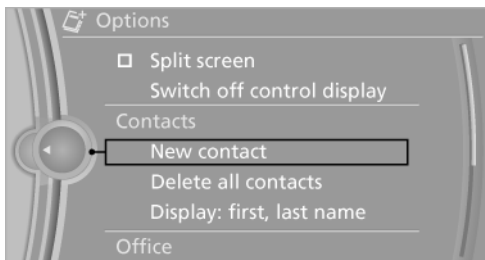 Options
Split screen
Switch off control display
Contacts
New contact
Delete all contacts
Display: first, last name
Office